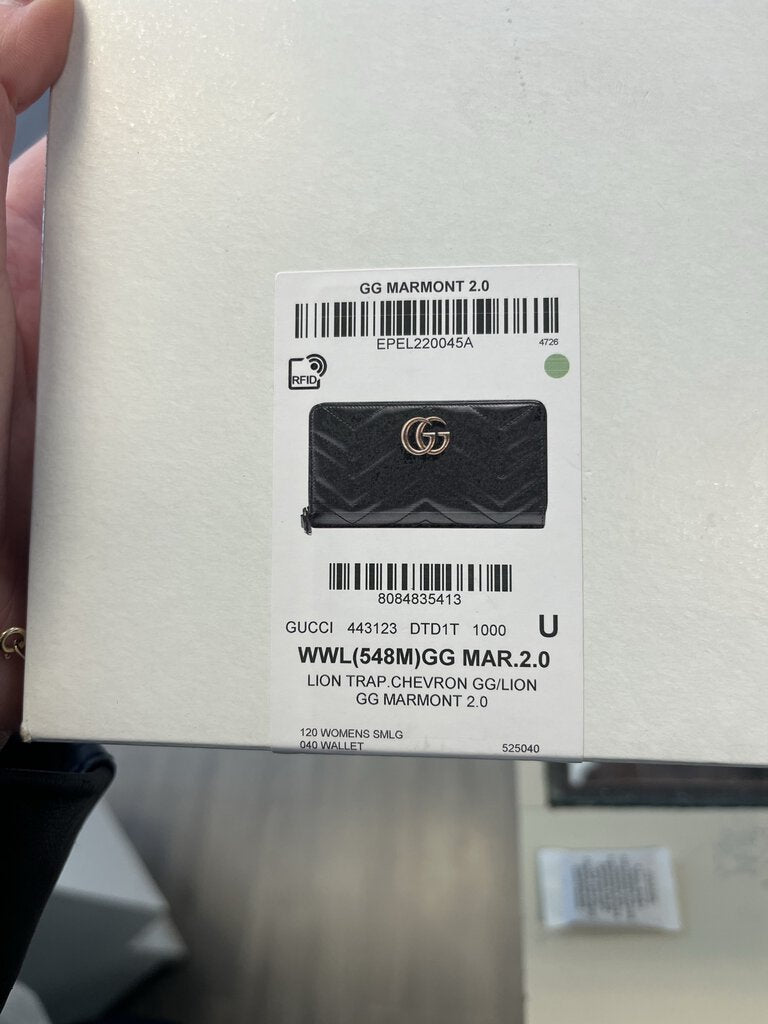 GG MARMONT 2.0
EPEL220045A 4726
RFID
GG
8084835413
GUCCI 443123 DTD1T 1000 U
WWL(548M)GG MAR.2.0
LION TRAP.CHEVRON GG/LION
GG MARMONT 2.0
120 WOMENS SMLG
040 WALLET 525040